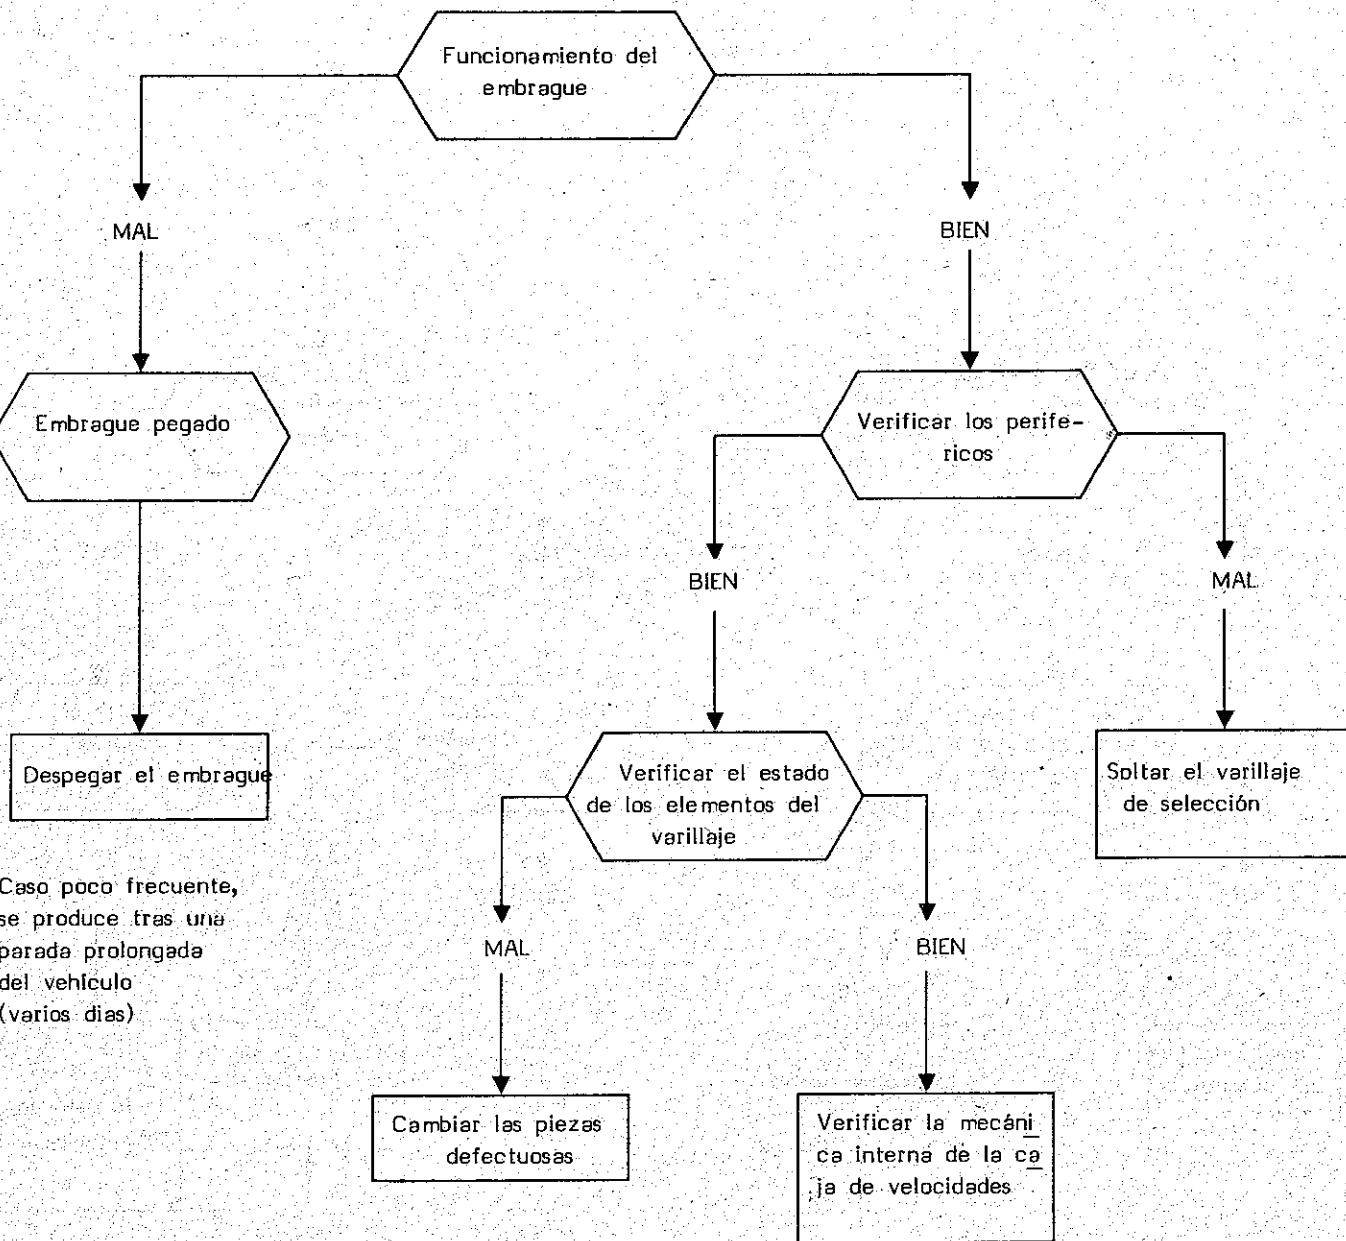 Funcionamiento del
embrague
MAL
BIEN
Embrague pegado
Verificar los perife-
ricos
BIEN
MAL
Despegar el embrague
Verificar el estado
de los elementos del
varillaje
Soltar el varillaje
de selección
Caso poco frecuente,
se produce tras una
parada prolongada
del vehículo
(varios dias)
MAL
BIEN
Cambiar las piezas
defectuosas
Verificar la mecáni
ca interna de la ca
ja de velocidades